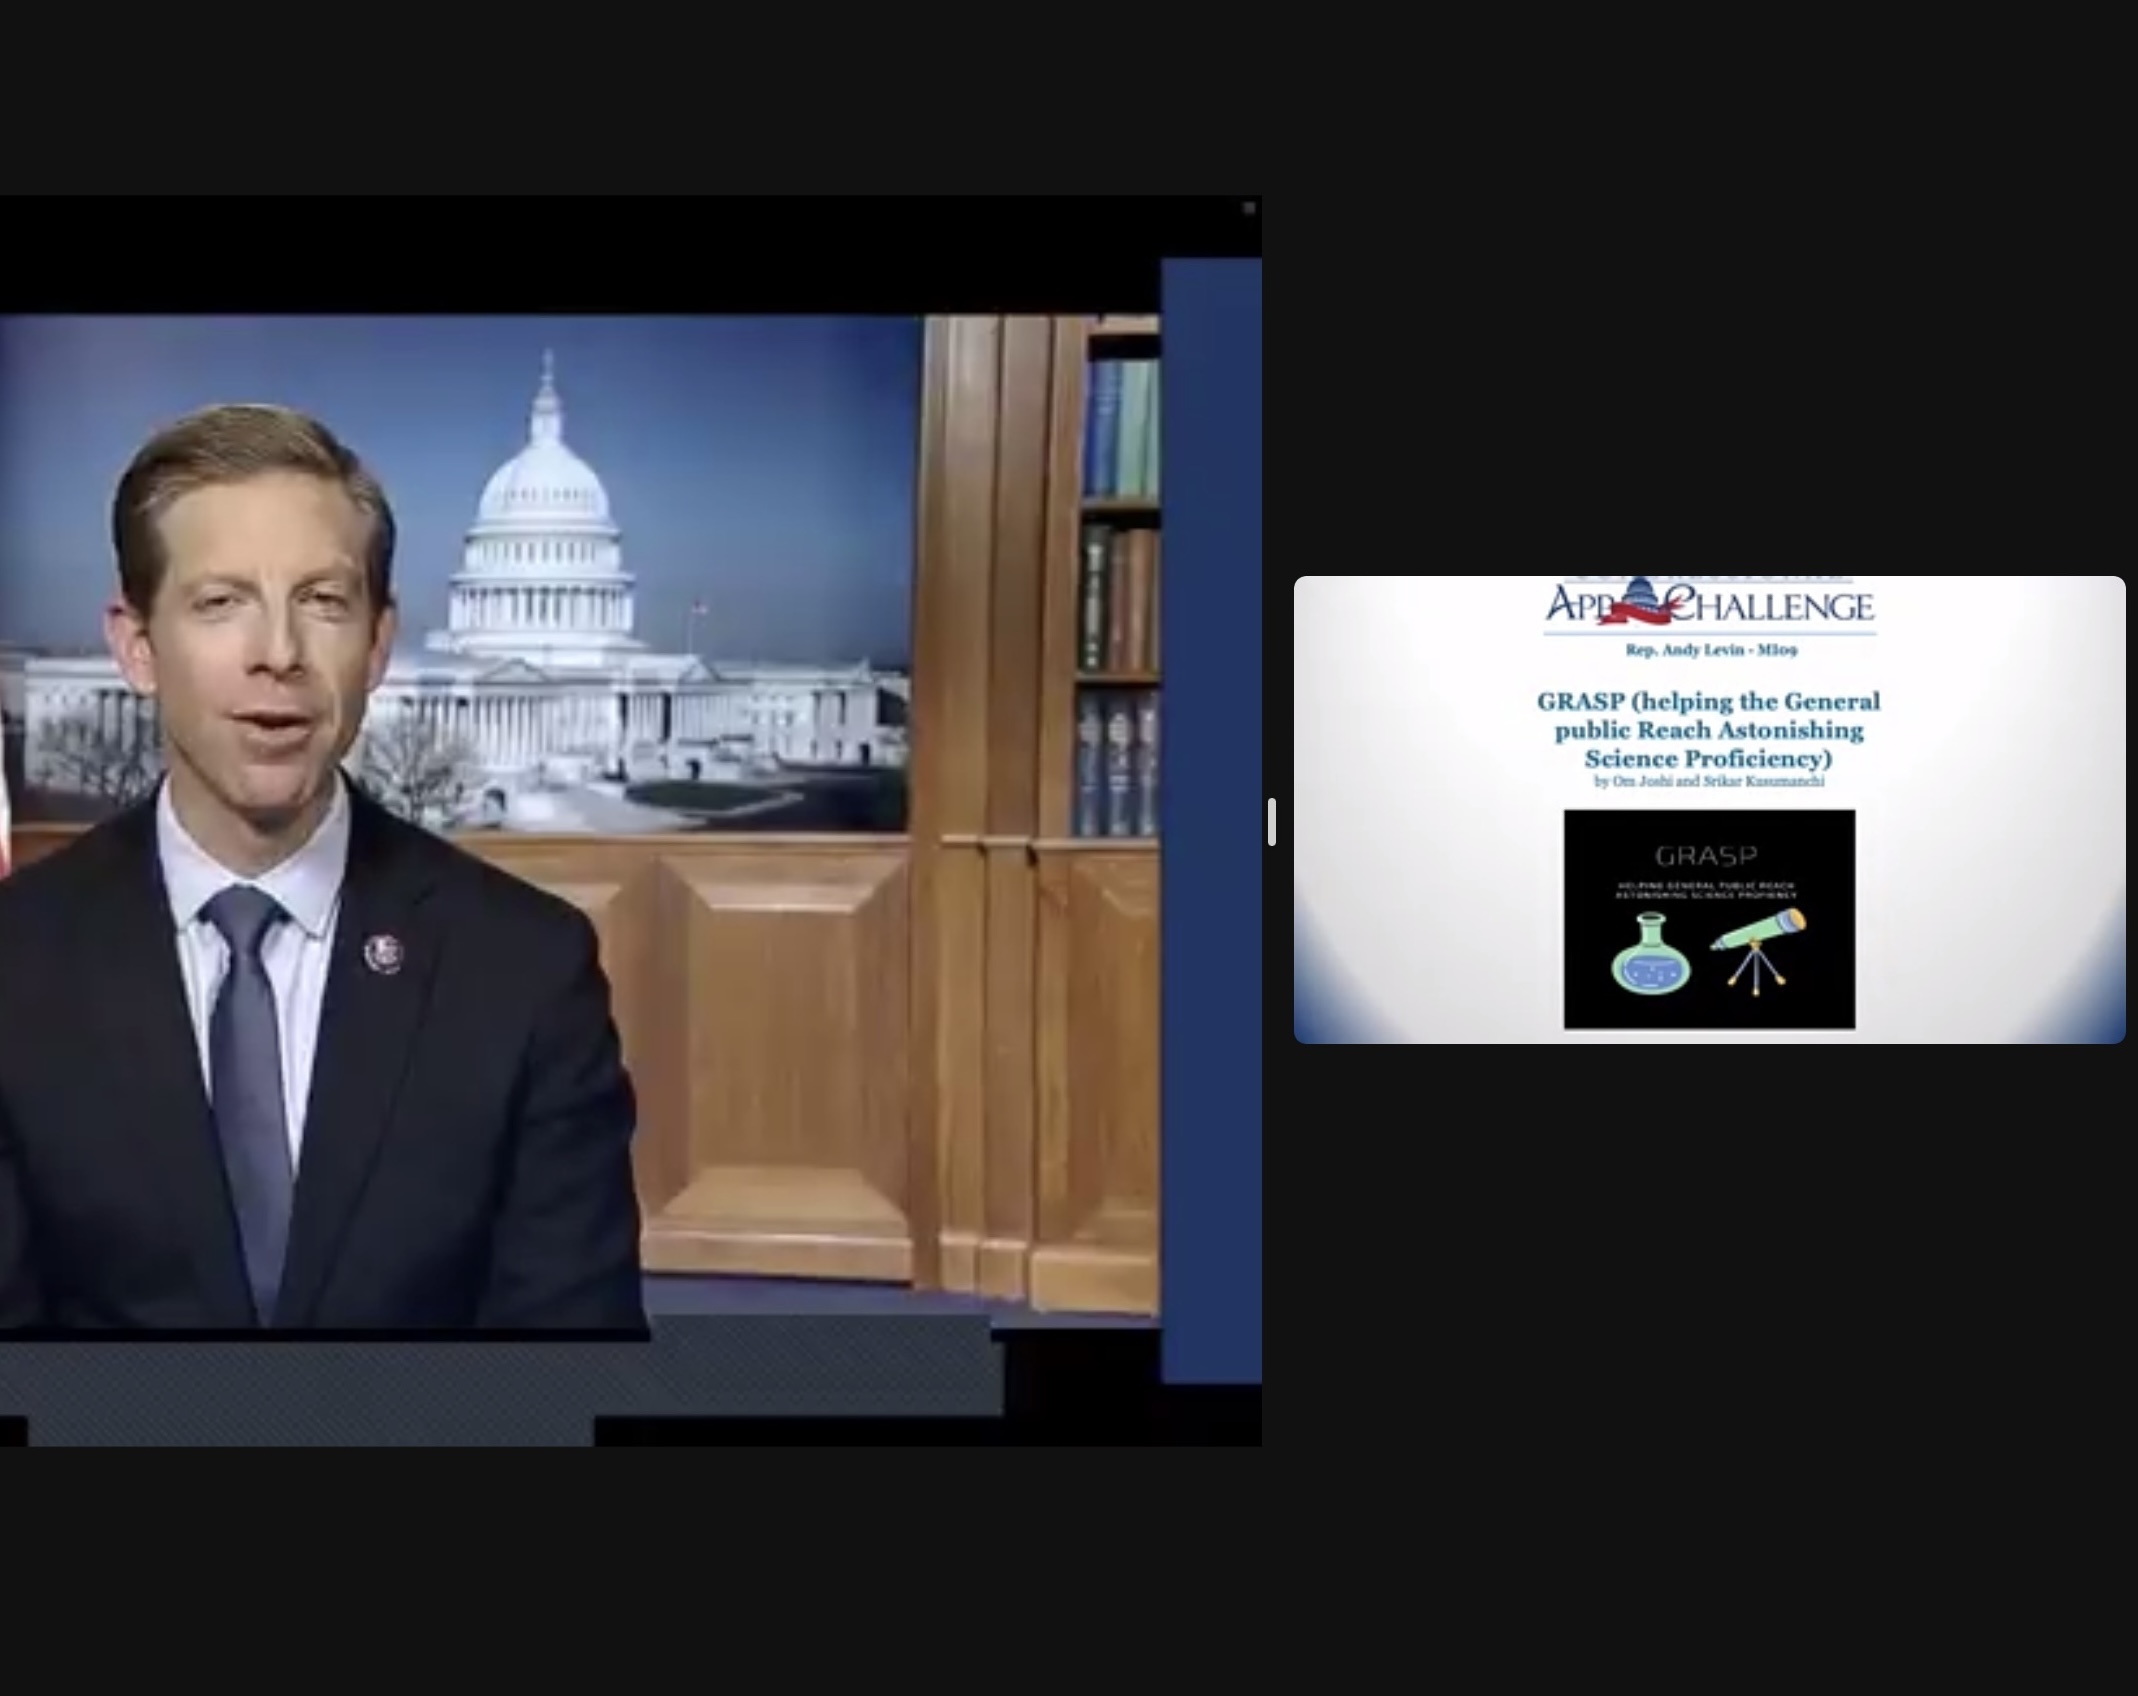 APP CHALLENGE
Rep. Andy Levin - MI09
GRASP (helping the General
public Reach Astonishing
Science Proficiency)
by Om Joshi and Srikar Kusumanchi
GRASP
HELPING GENERAL PUBLIC REACH
ASTONISHING SCIENCE PROFICIENCY